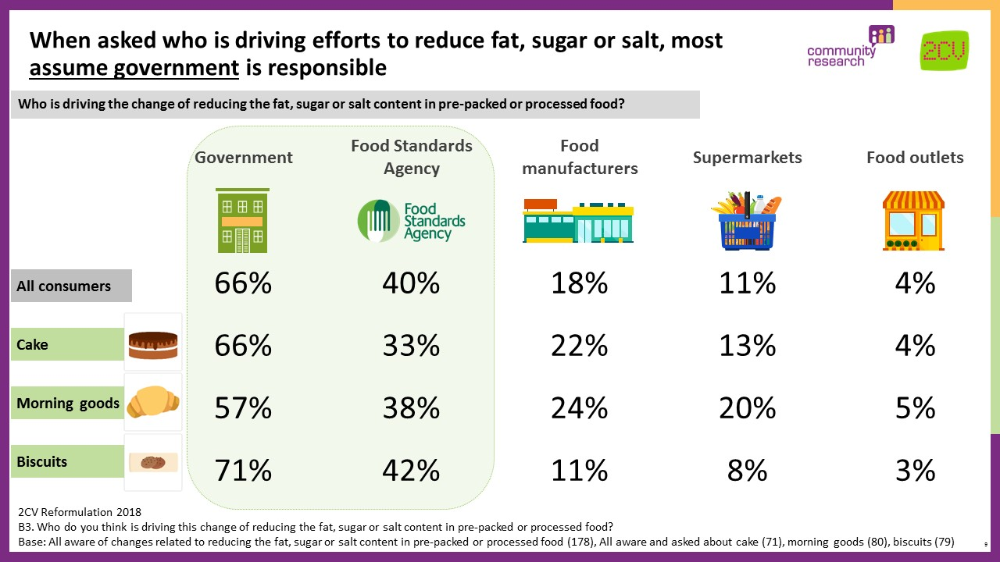 When asked who is driving efforts to reduce fat, sugar or salt, most
assume government is responsible
community
research
2CV
Who is driving the change of reducing the fat, sugar or salt content in pre-packed or processed food?
Government
Food Standards
Agency
Food
manufacturers
Supermarkets
Food outlets
Food
Standards
Agency
All consumers
66%
40%
18%
11%
4%
Cake
66%
33%
22%
13%
4%
Morning goods
57%
38%
24%
20%
5%
Biscuits
71%
42%
11%
8%
3%
2CV Reformulation 2018
B3. Who do you think is driving this change of reducing the fat, sugar or salt content in pre-packed or processed food?
Base: All aware of changes related to reducing the fat, sugar or salt content in pre-packed or processed food (178), All aware and asked about cake (71), morning goods (80), biscuits (79)
9